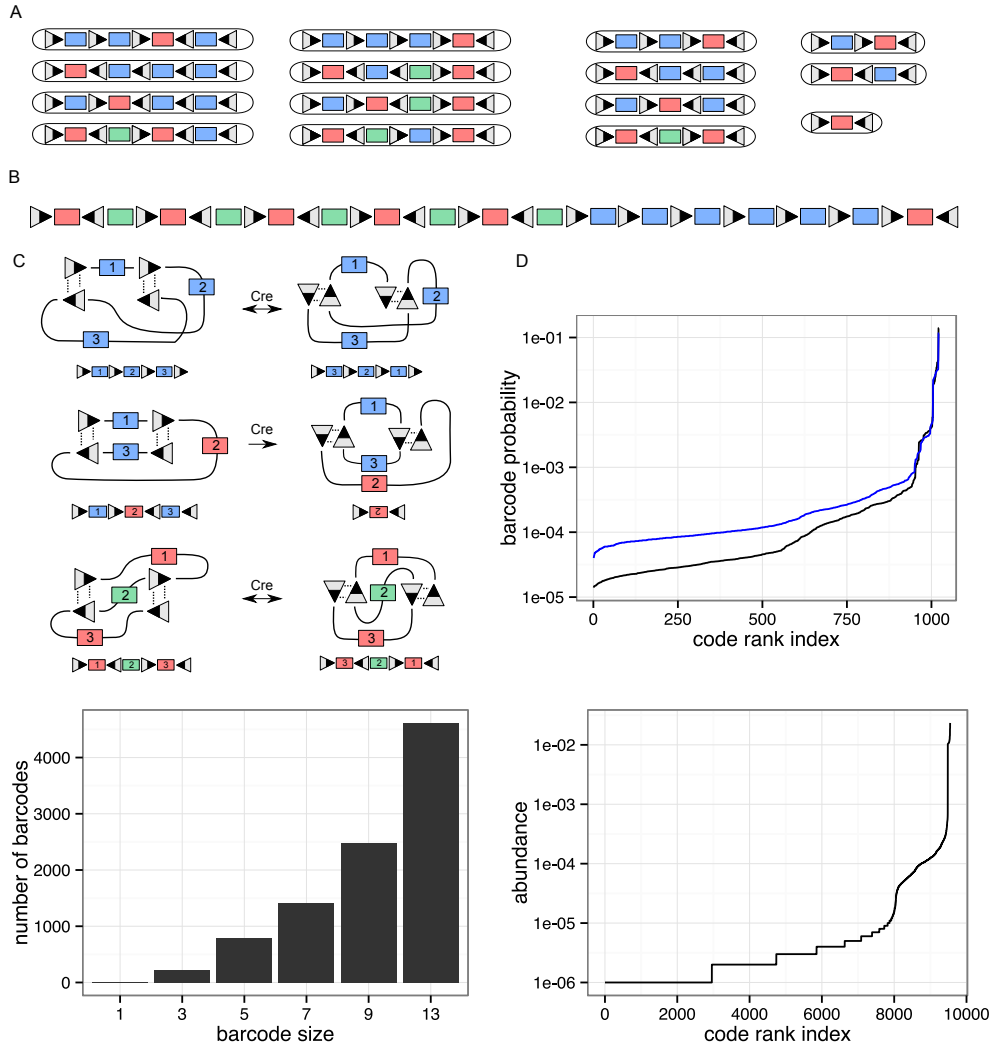 A
B
C
D
1
2
3
Cre
1
2
3
1 2 3
3 2 1
1
3
2
Cre
1
3
2
1 2 3
2
1
2
3
Cre
1
2
3
1 2 3
3 2 1
1e-01
1e-02
1e-03
1e-04
1e-05
barcode probability
0 250 500 750 1000
code rank index
4000
3000
2000
1000
0
number of barcodes
1 3 5 7 9 13
barcode size
1e-02
1e-03
1e-04
1e-05
1e-06
abundance
0 2000 4000 6000 8000 10000
code rank index